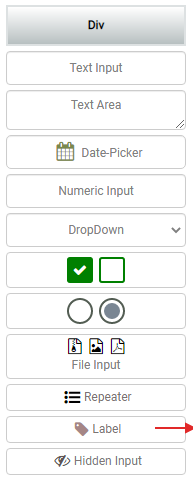 Div
Text Input
Text Area
Date-Picker
Numeric Input
DropDown
File Input
Repeater
Label
Hidden Input